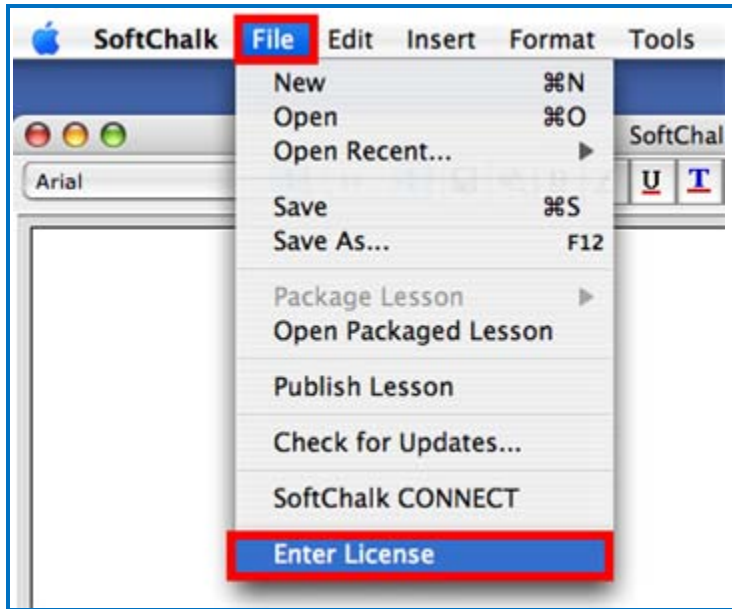 SoftChalk File Edit Insert Format Tools
New ⌘N
Open ⌘O
Open Recent...
SoftChal
Arial
U T
Save ⌘S
Save As... F12
Package Lesson
Open Packaged Lesson
Publish Lesson
Check for Updates...
SoftChalk CONNECT
Enter License